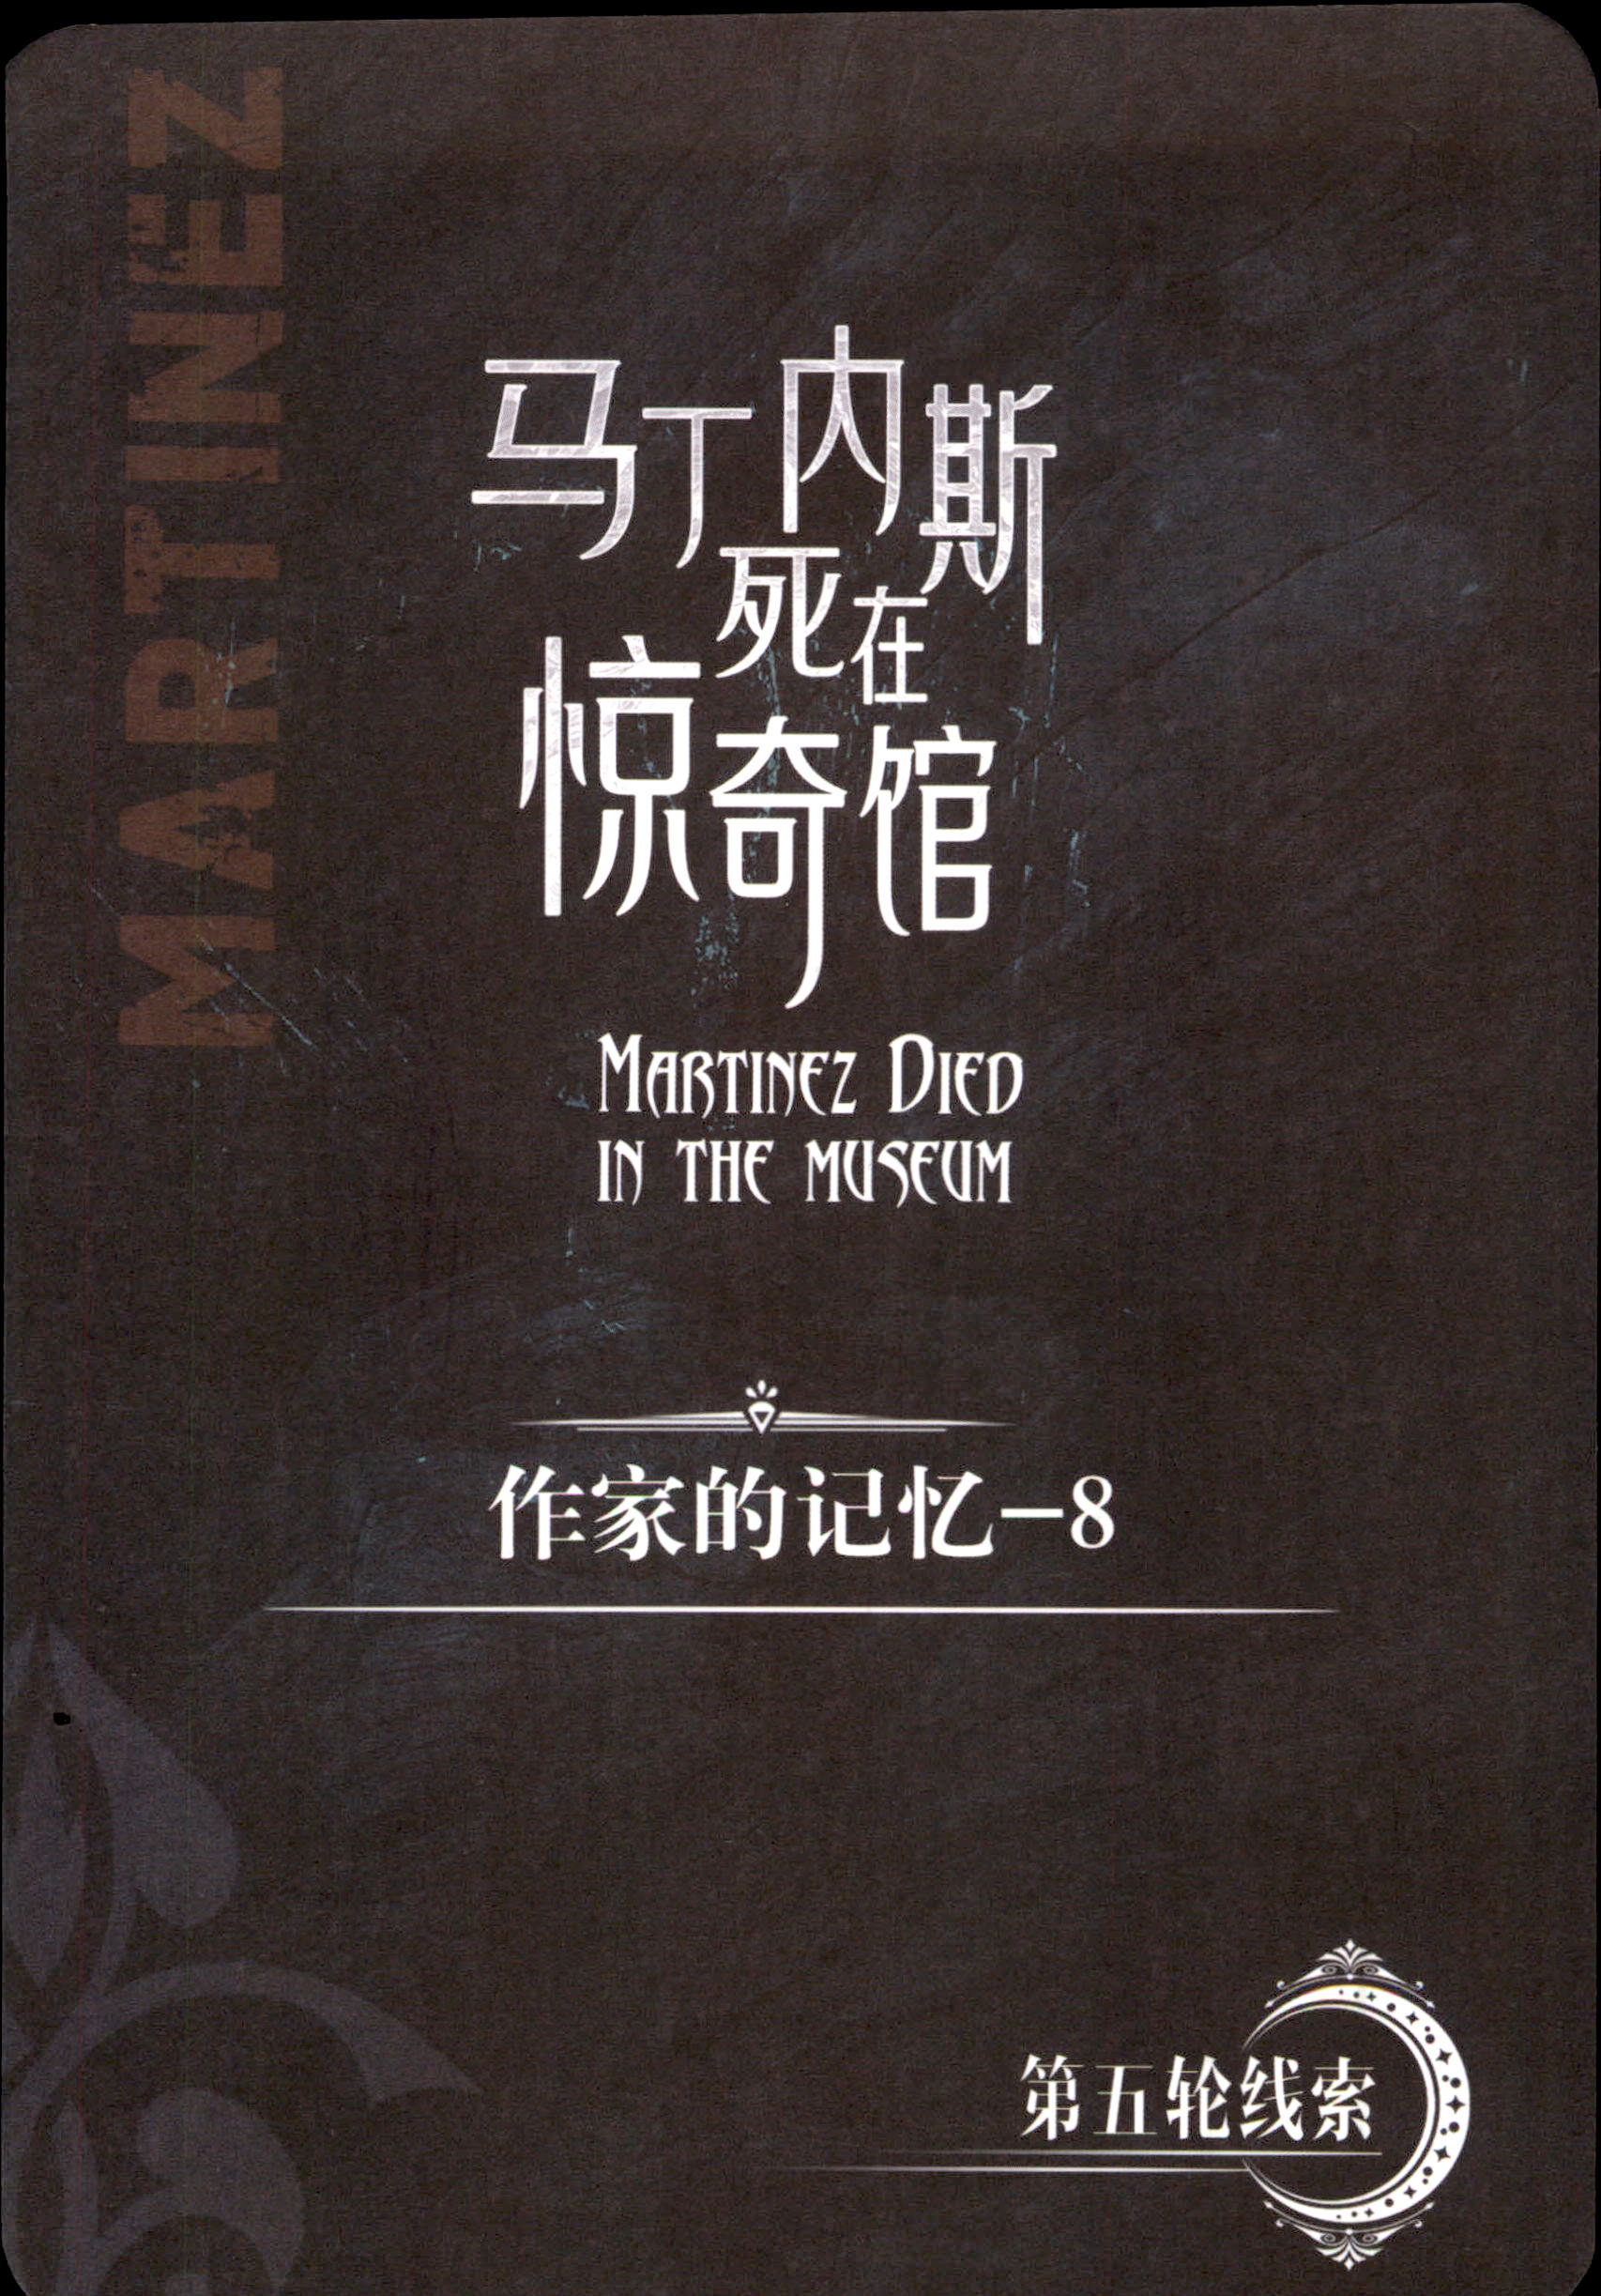 MARTINEZ
马丁内斯
死在
惊奇馆
MARTINEZ DIED
IN THE MUSEUM
作家的记忆-8
第五轮线索